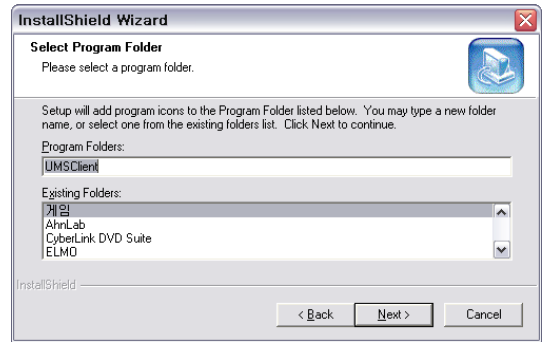 InstallShield Wizard
Select Program Folder
Please select a program folder.
Setup will add program icons to the Program Folder listed below. You may type a new folder
name, or select one from the existing folders list. Click Next to continue.
Program Folders:
UMSClient
Existing Folders:
게임
AhnLab
CyberLink DVD Suite
ELMO
InstallShield
< Back
Next >
Cancel